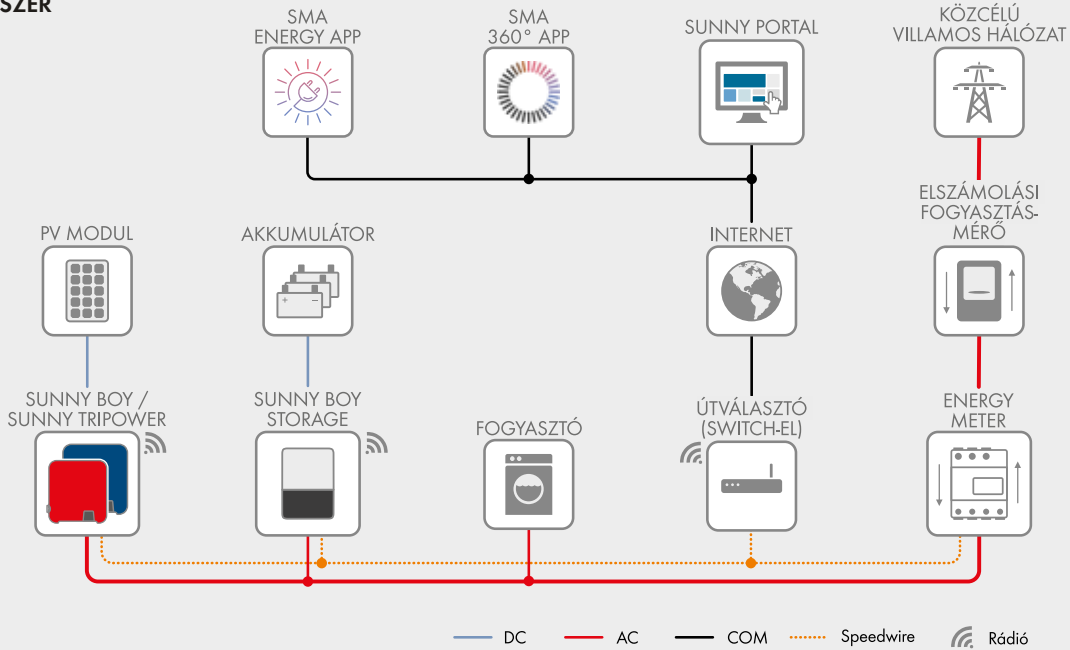 SZER
SMA
ENERGY APP
SMA
360° APP
SUNNY PORTAL
KÖZCÉLÚ
VILLAMOS HÁLÓZAT
PV MODUL
AKKUMULÁTOR
INTERNET
ELSZÁMOLÁSI
FOGYASZTÁS-
MÉRŐ
SUNNY BOY /
SUNNY TRIPOWER
SUNNY BOY
STORAGE
FOGYASZTÓ
ÚTVÁLASZTÓ
(SWITCH-EL)
ENERGY
METER
DC
AC
COM
Speedwire
Rádió